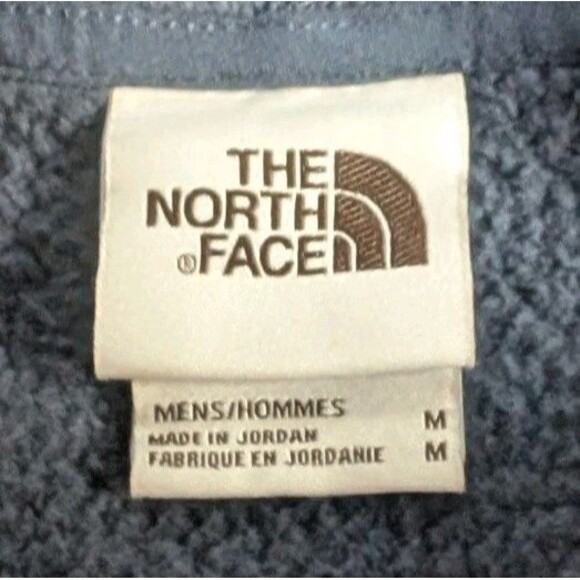 THE
NORTH
®FACE
MENS/HOMMES M
MADE IN JORDAN
FABRIQUE EN JORDANIE M